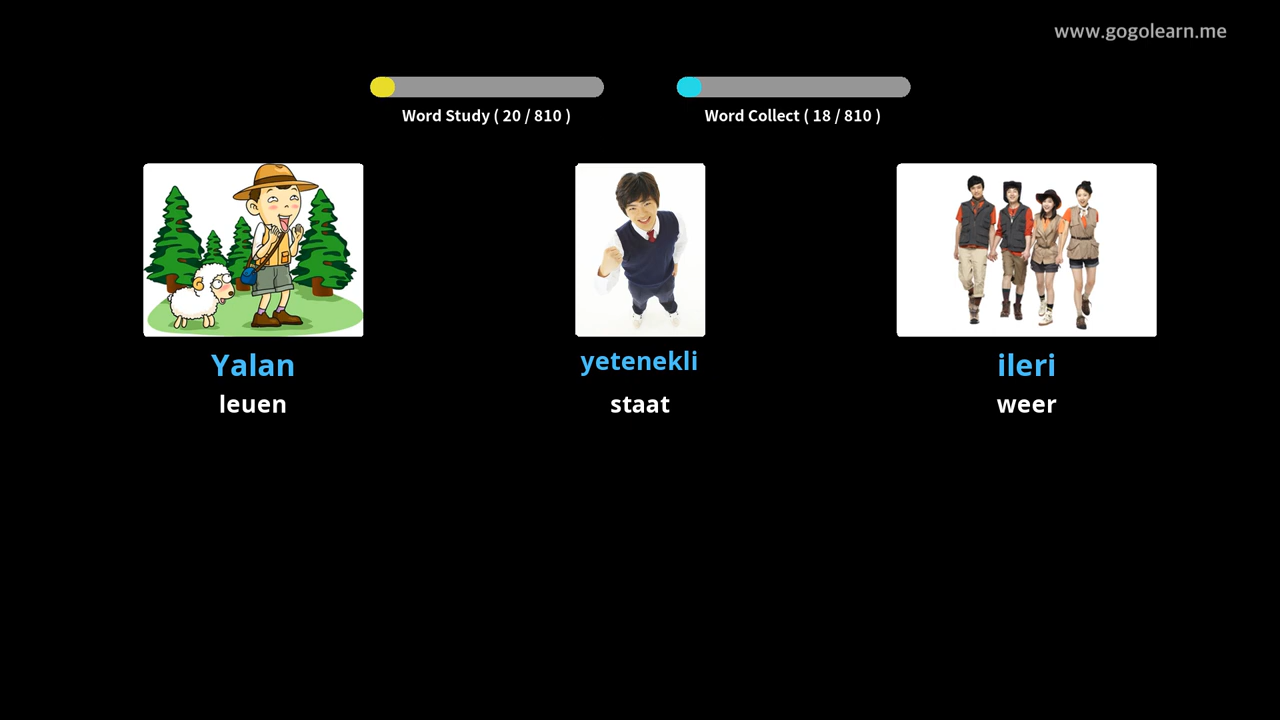 www.gogolearn.me
Word Study ( 20 / 810 )
Word Collect ( 18 / 810 )
Yalan
yetenekli
ileri
leuen
staat
weer